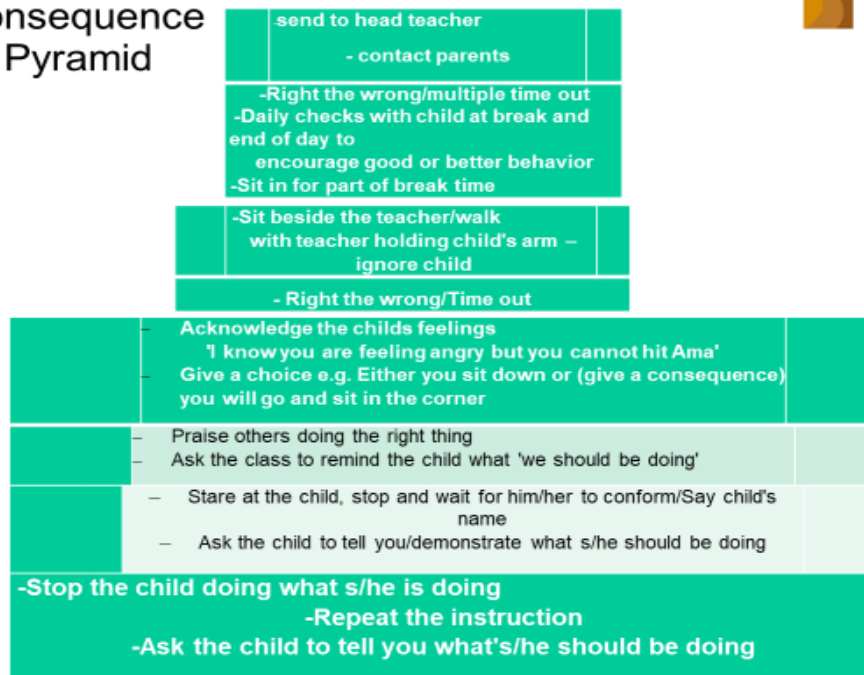 onsequence
Pyramid
send to head teacher
- contact parents
-Right the wrong/multiple time out
-Daily checks with child at break and
end of day to
encourage good or better behavior
-Sit in for part of break time
-Sit beside the teacher/walk
with teacher holding child's arm –
ignore child
- Right the wrong/Time out
– Acknowledge the childs feelings
'I know you are feeling angry but you cannot hit Ama'
– Give a choice e.g. Either you sit down or (give a consequence)
you will go and sit in the corner
– Praise others doing the right thing
– Ask the class to remind the child what 'we should be doing'
– Stare at the child, stop and wait for him/her to conform/Say child's
name
– Ask the child to tell you/demonstrate what s/he should be doing
-Stop the child doing what s/he is doing
-Repeat the instruction
-Ask the child to tell you what's/he should be doing